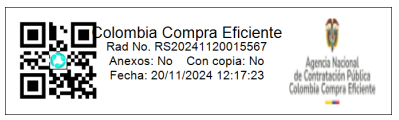 Colombia Compra Eficiente
Rad No. RS20241120015567
Anexos: No Con copia: No
Fecha: 20/11/2024 12:17:23
Agencia Nacional
de Contratación Pública
Colombia Compra Eficiente